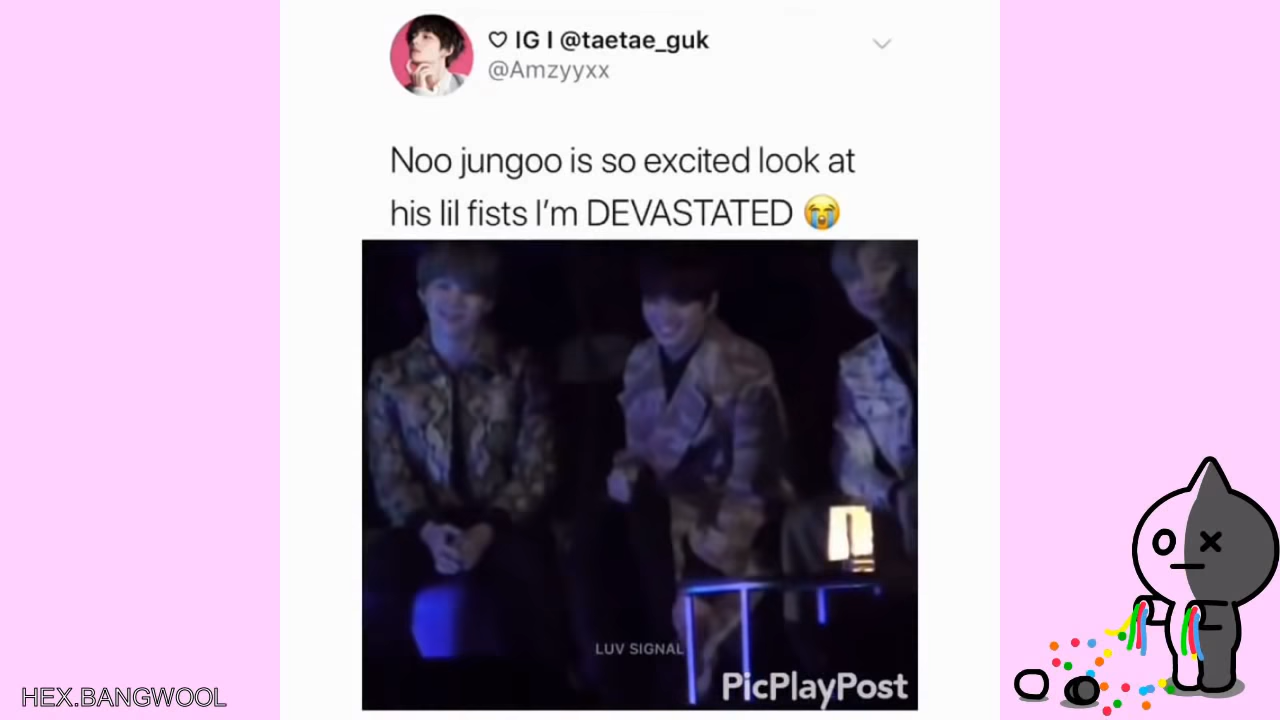 ♡ IG I @taetae_guk
@Amzyyxx
Noo jungoo is so excited look at
his lil fists I'm DEVASTATED 😭
LUV SIGNAL
PicPlayPost
HEX.BANGWOOL